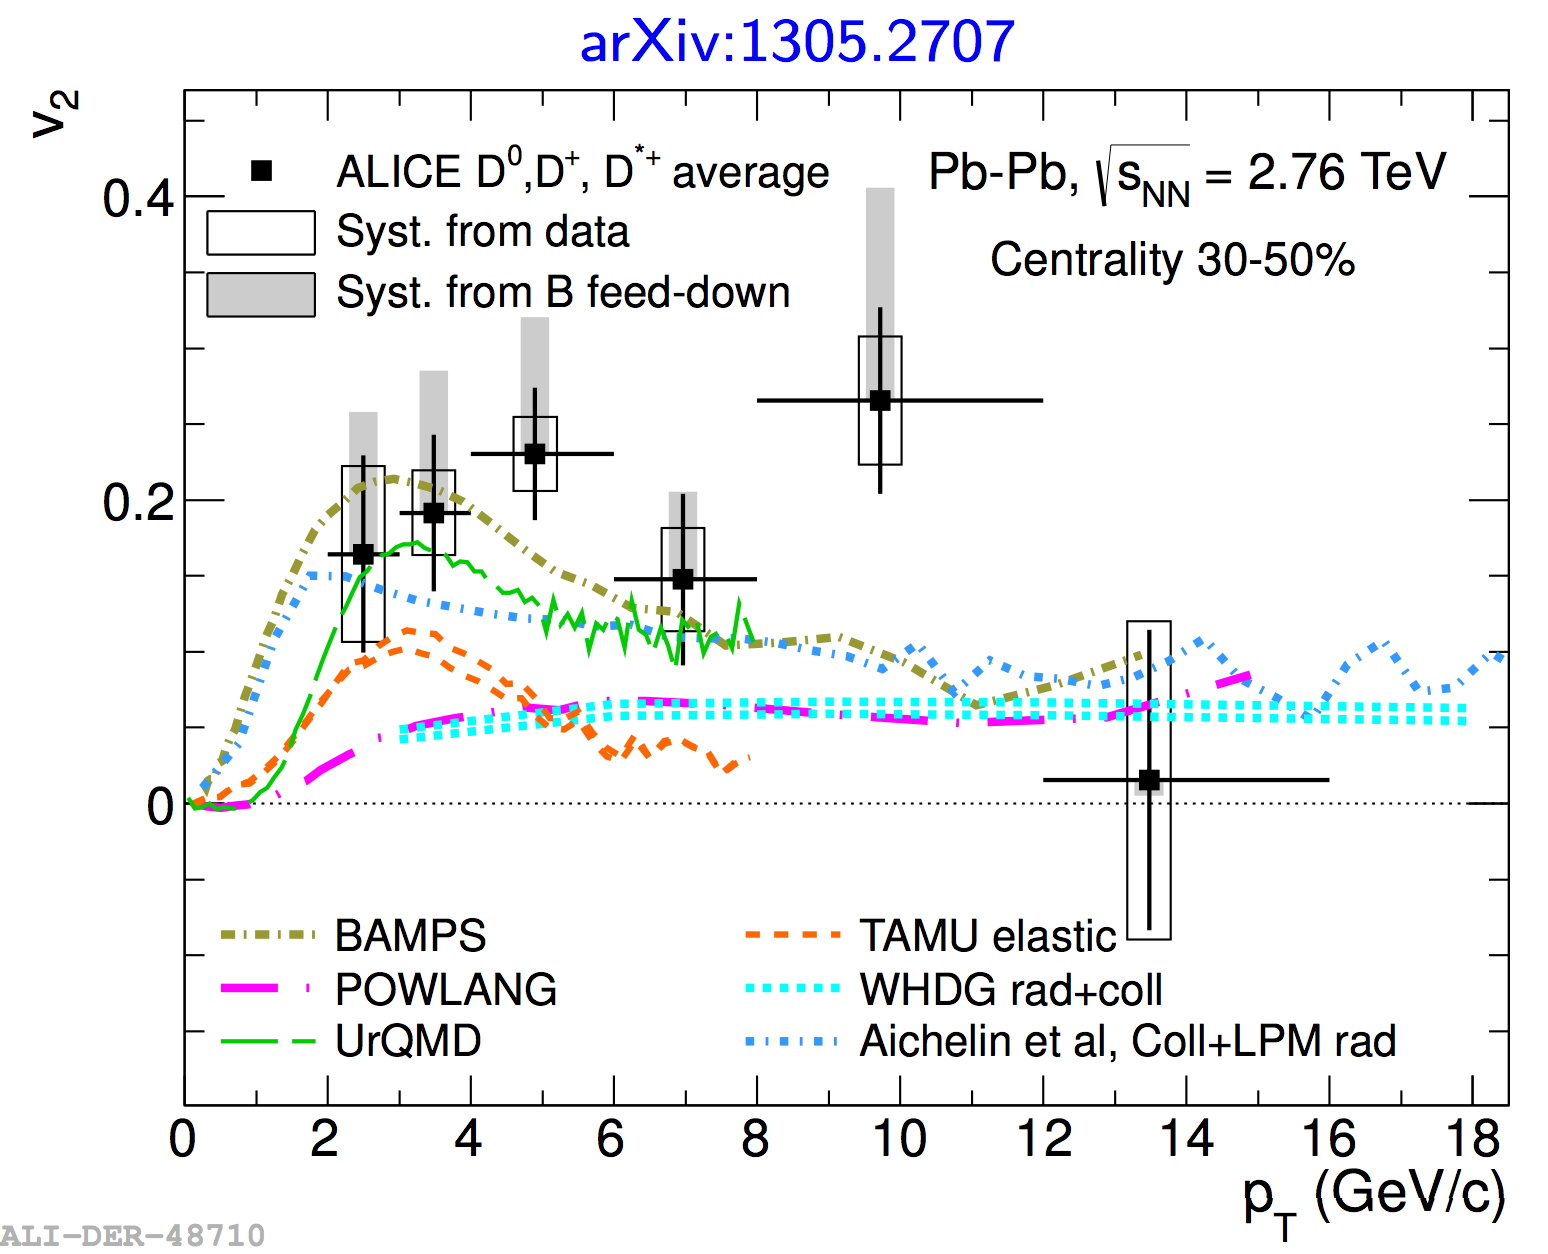 arXiv:1305.2707
v2
ALICE D0,D+, D*+ average
Syst. from data
Syst. from B feed-down
Pb-Pb, √sNN = 2.76 TeV
Centrality 30-50%
0.4
0.2
0
BAMPS
POWLANG
UrQMD
TAMU elastic
WHDG rad+coll
Aichelin et al, Coll+LPM rad
0 2 4 6 8 10 12 14 16 18
pT (GeV/c)
ALI-DER-48710